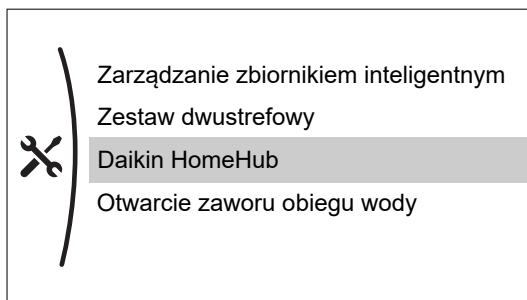 Zarządzanie zbiornikiem inteligentnym
Zestaw dwustrefowy
Daikin HomeHub
Otwarcie zaworu obiegu wody